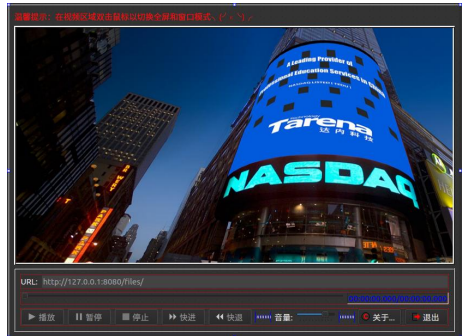 温馨提示：在视频区域双击鼠标以切换全屏和窗口模式，(^＿^)
A Leading Provider of
Professional Education Services in China
Tarena
达内科技
NASDAQ
URL: http://127.0.0.1:8080/files/
00:00:00.000/00:00:00.000
播放 暂停 停止 快进 快退 音量: 关于... 退出